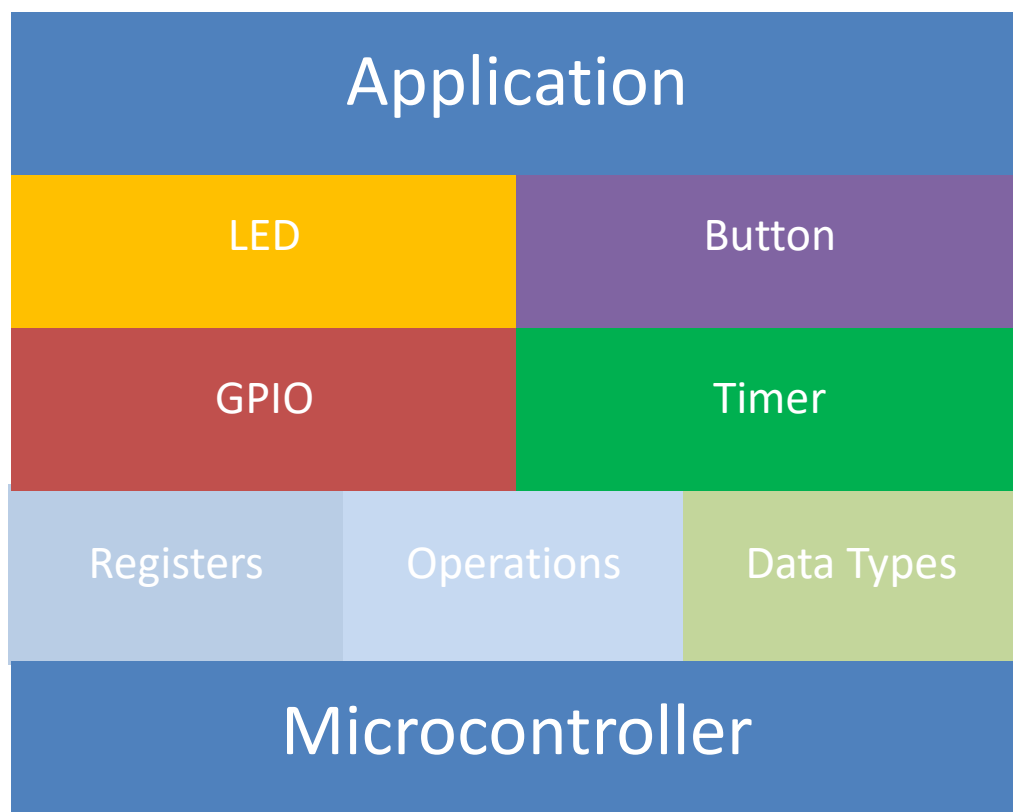 Application
LED
Button
GPIO
Timer
Registers
Operations
Data Types
Microcontroller